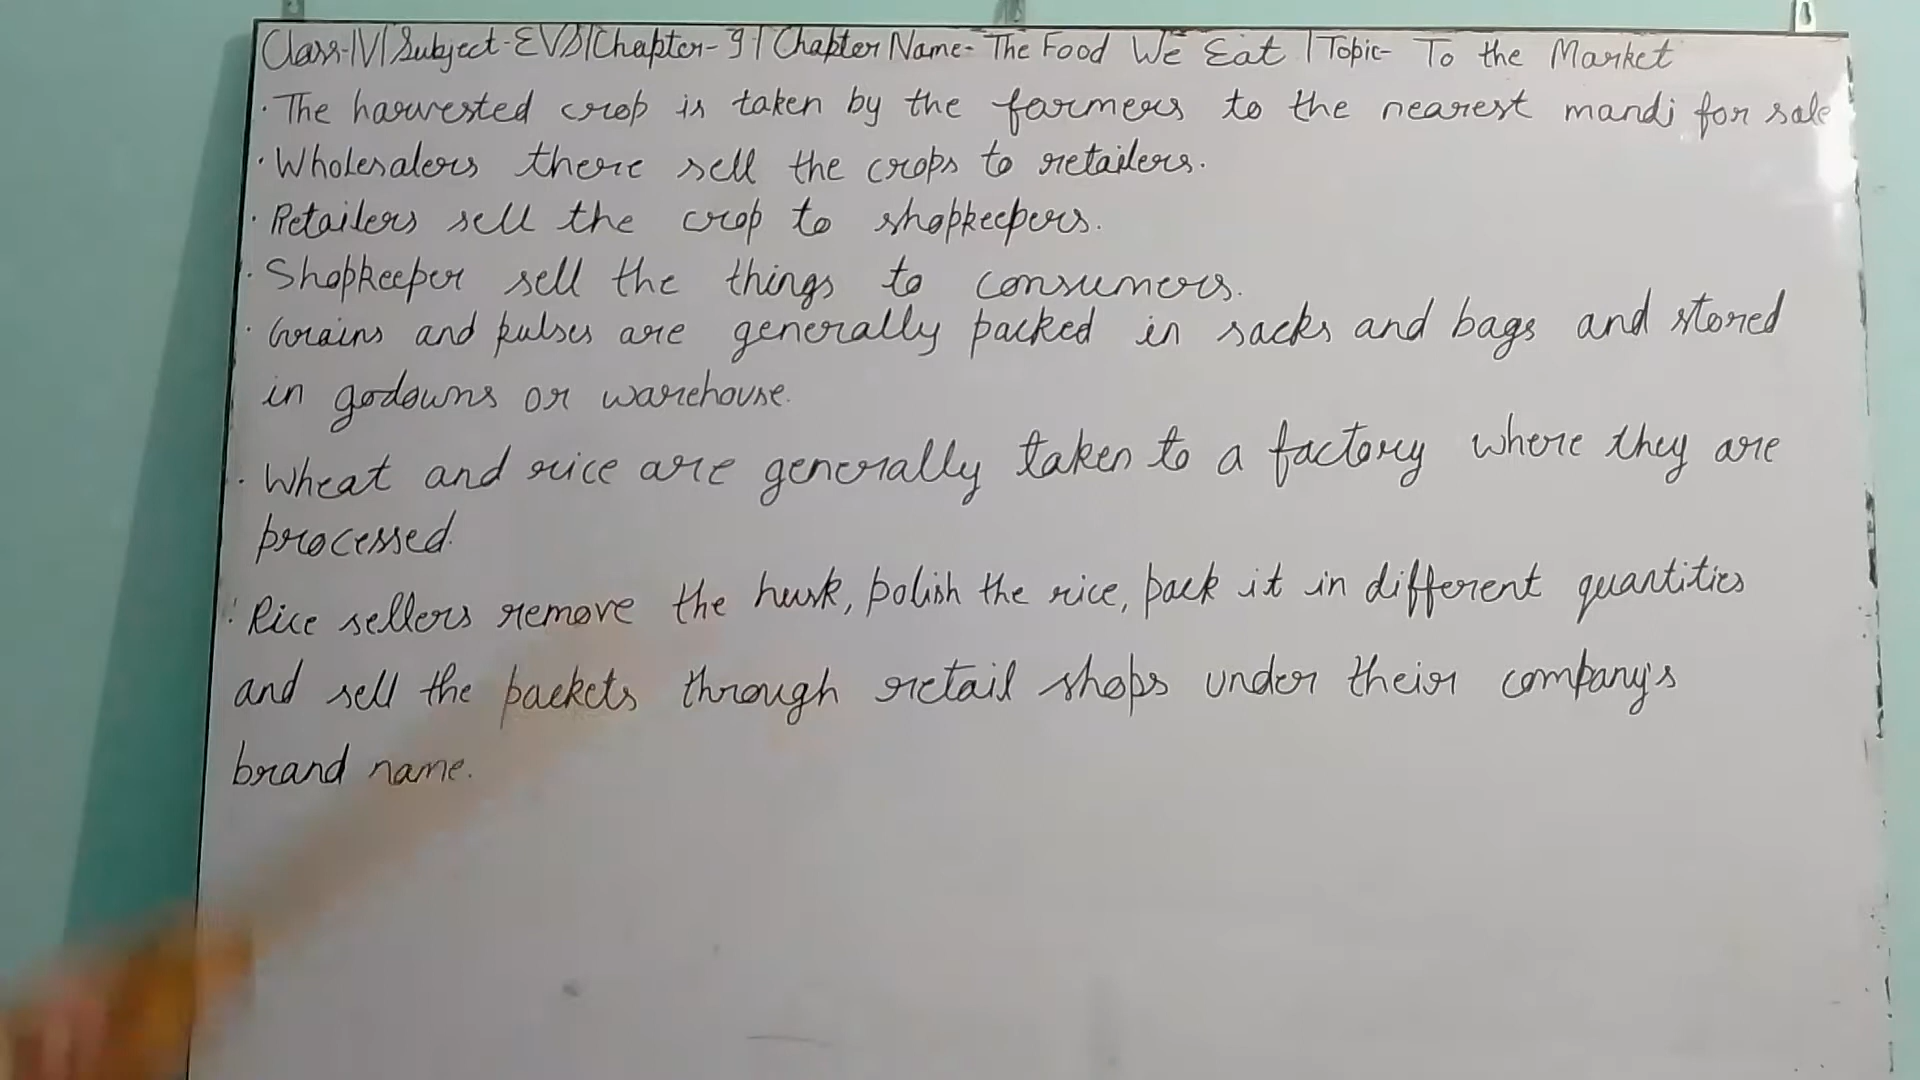 Class-IV|Subject-EVS|Chapter-9|Chapter Name- The Food We Eat |Topic- To the Market
· The harvested crop is taken by the farmers to the nearest mandi for sale
· Wholesalers there sell the crops to retailers.
· Retailers sell the crop to shopkeepers.
· Shopkeeper sell the things to consumers.
· Grains and pulses are generally packed in sacks and bags and stored
in godowns or warehouse.
· Wheat and rice are generally taken to a factory where they are
processed.
· Rice sellers remove the husk, polish the rice, pack it in different quantities
and sell the packets through retail shops under their company's
brand name.